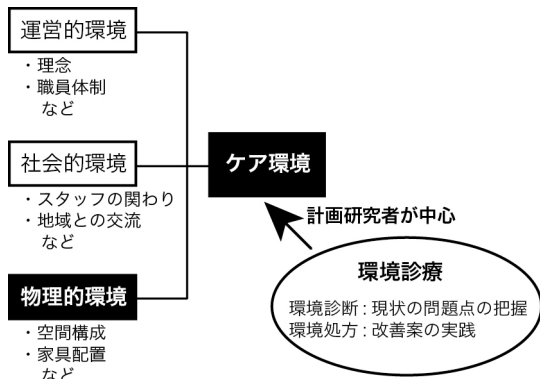 運営的環境
・理念
・職員体制
など
社会的環境
・スタッフの関わり
・地域との交流
など
物理的環境
・空間構成
・家具配置
など
ケア環境
計画研究者が中心
環境診療
環境診断 : 現状の問題点の把握
環境処方 : 改善案の実践